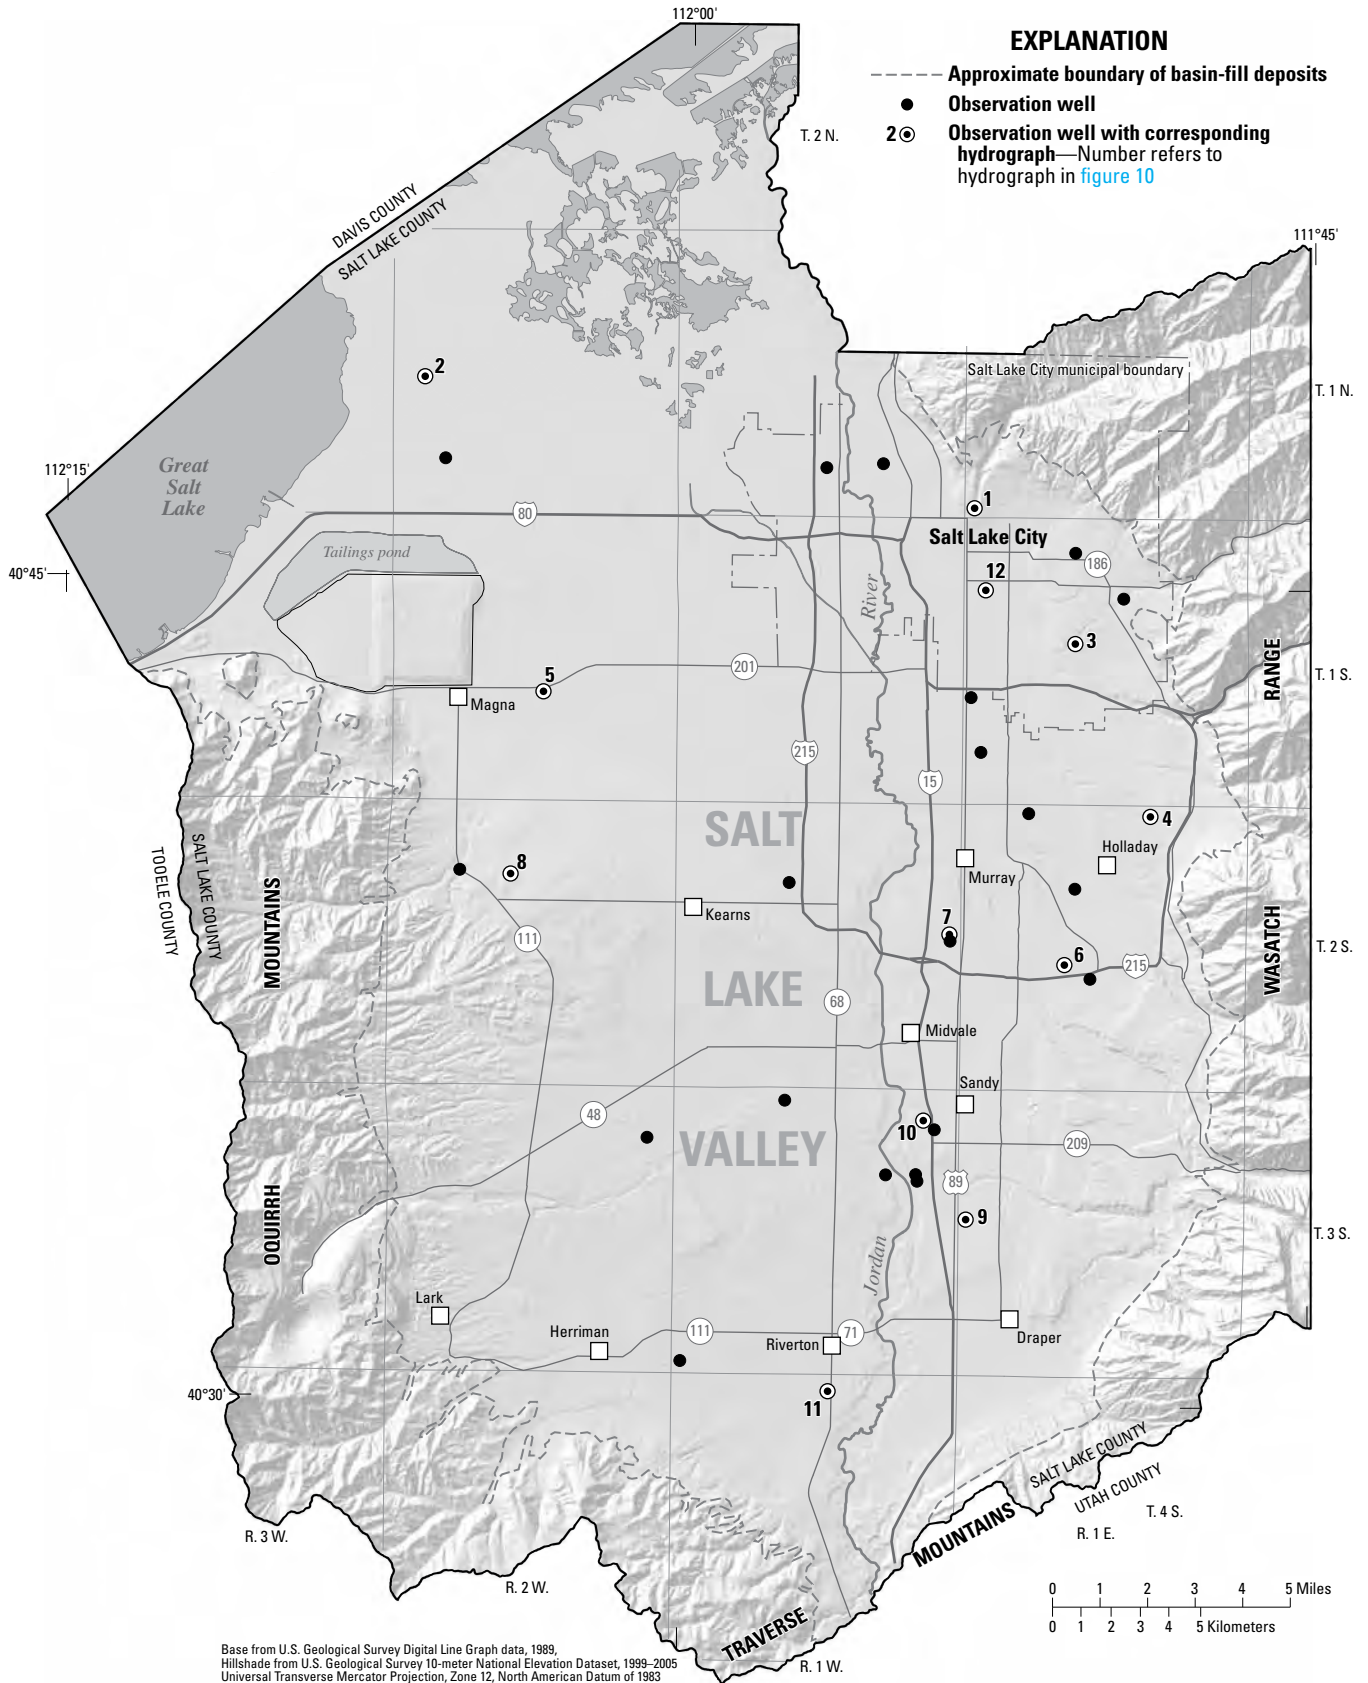 112°00'
EXPLANATION
Approximate boundary of basin-fill deposits
Observation well
2 Observation well with corresponding
hydrograph—Number refers to
hydrograph in figure 10
T. 2 N.
DAVIS COUNTY
SALT LAKE COUNTY
111°45'
Salt Lake City municipal boundary
2
T. 1 N.
Great
Salt
Lake
112°15'
1
80
Salt Lake City
Tailings pond
186
40°45'
12
River
3
RANGE
201
5
T. 1 S.
Magna
215
15
SALT
4
Holladay
8
Murray
TOOELE COUNTY
SALT LAKE COUNTY
MOUNTAINS
Kearns
7
111
6
215
T. 2 S.
WASATCH
LAKE
68
Midvale
Sandy
48
10
VALLEY
209
89
OQUIRRH
9
T. 3 S.
Jordan
Lark
Herriman
111
Riverton
71
Draper
40°30'
11
SALT LAKE COUNTY
UTAH COUNTY
T. 4 S.
MOUNTAINS
R. 1 E.
R. 3 W.
R. 2 W.
0 1 2 3 4 5 Miles
0 1 2 3 4 5 Kilometers
TRAVERSE
R. 1 W.
Base from U.S. Geological Survey Digital Line Graph data, 1989,
Hillshade from U.S. Geological Survey 10-meter National Elevation Dataset, 1999–2005
Universal Transverse Mercator Projection, Zone 12, North American Datum of 1983